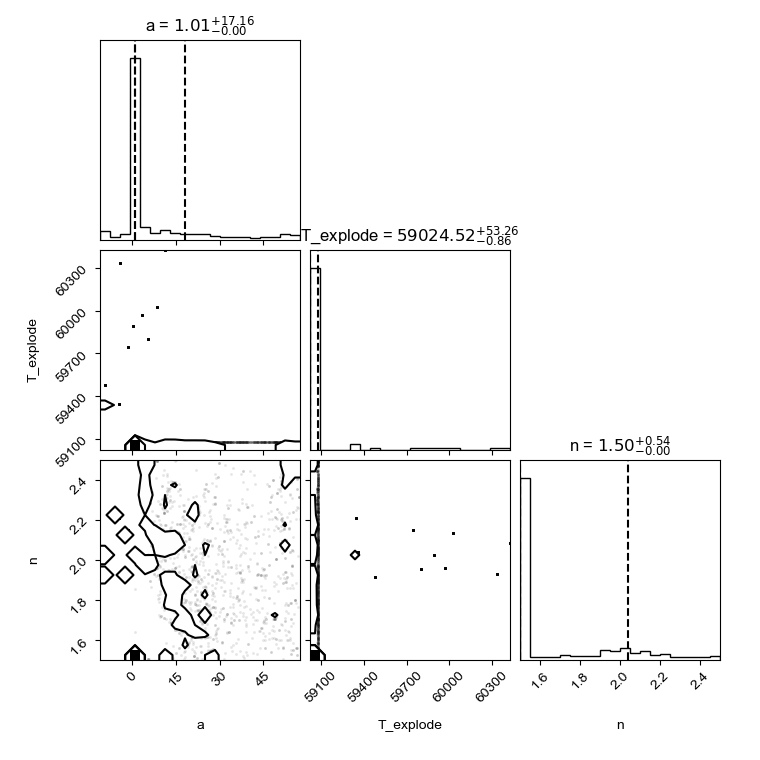 a = 1.01+17.16−0.00
T_explode = 59024.52+53.26−0.86
60300
60000
59700
59400
59100
T_explode
n = 1.50+0.54−0.00
2.4
2.2
2.0
1.8
1.6
n
0 15 30 45
59100 59400 59700 60000 60300
1.6 1.8 2.0 2.2 2.4
a T_explode n